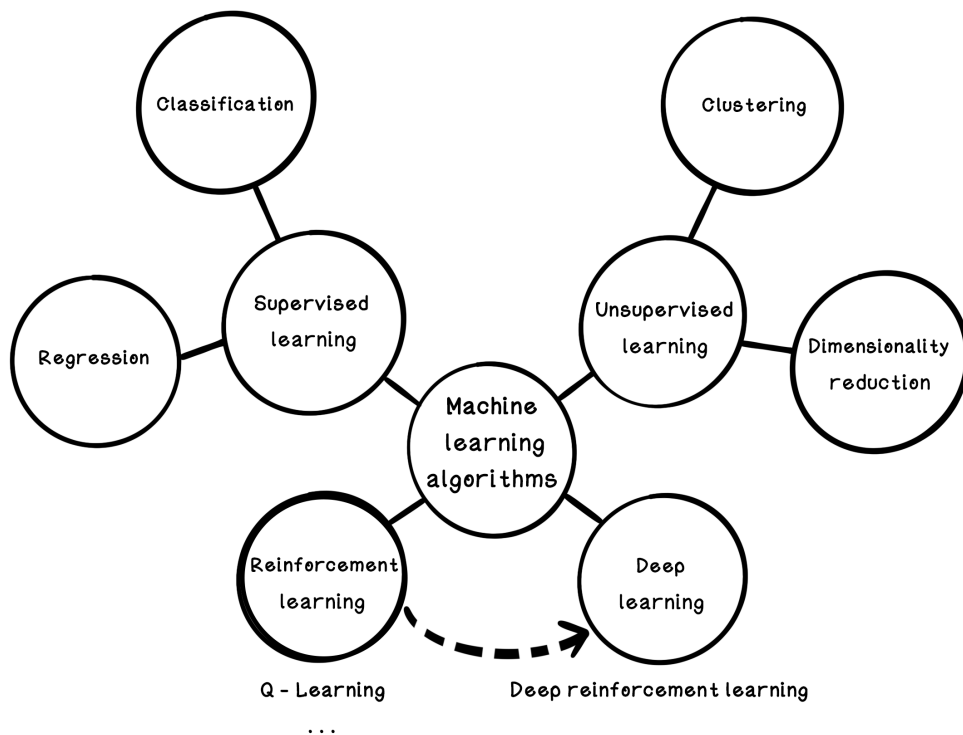 Classification
Clustering
Supervised
learning
Unsupervised
learning
Regression
Dimensionality
reduction
Machine
learning
algorithms
Reinforcement
learning
Deep
learning
Q - Learning
...
Deep reinforcement learning